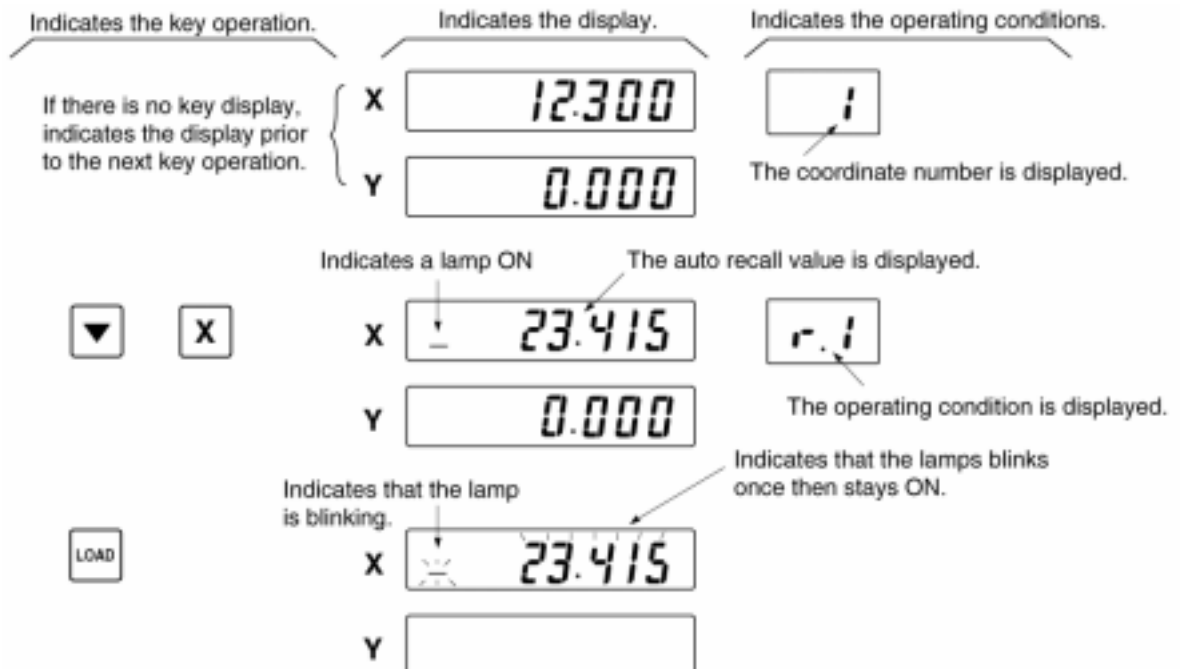 Indicates the key operation.
Indicates the display.
Indicates the operating conditions.
If there is no key display,
indicates the display prior
to the next key operation.
X
12.300
1
The coordinate number is displayed.
Y
0.000
Indicates a lamp ON
The auto recall value is displayed.
▼
X
X
_ 23.415
r.1
The operating condition is displayed.
Y
0.000
Indicates that the lamps blinks
once then stays ON.
Indicates that the lamp
is blinking.
LOAD
X
_ 23.415
Y